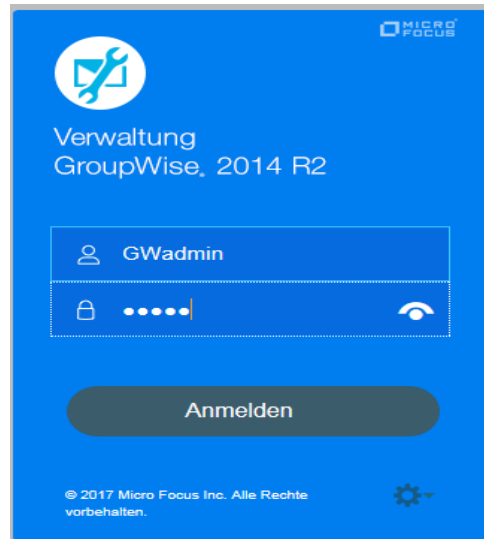 MICRO
FOCUS
Verwaltung
GroupWise® 2014 R2
GWadmin
•••••
Anmelden
© 2017 Micro Focus Inc. Alle Rechte
vorbehalten.